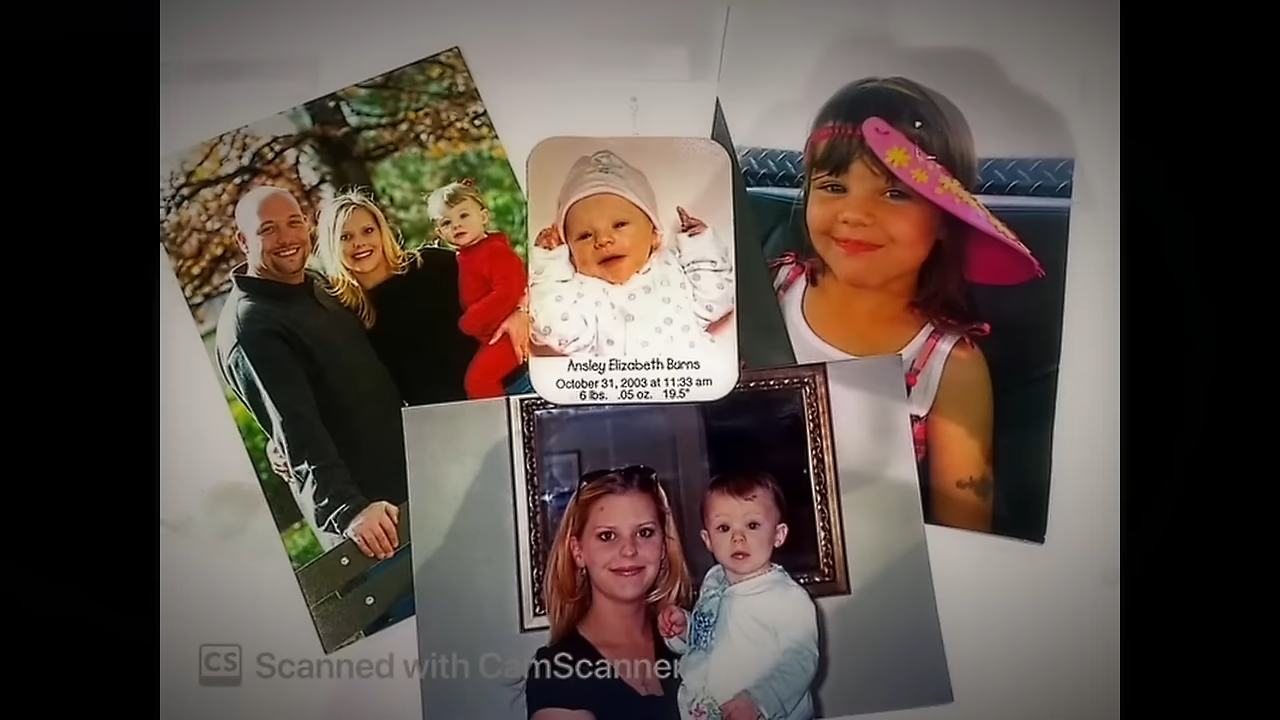 Ansley Elizabeth Burns
October 31, 2003 at 11:33 am
6 lbs. .05 oz. 19.5"
CS Scanned with CamScanner